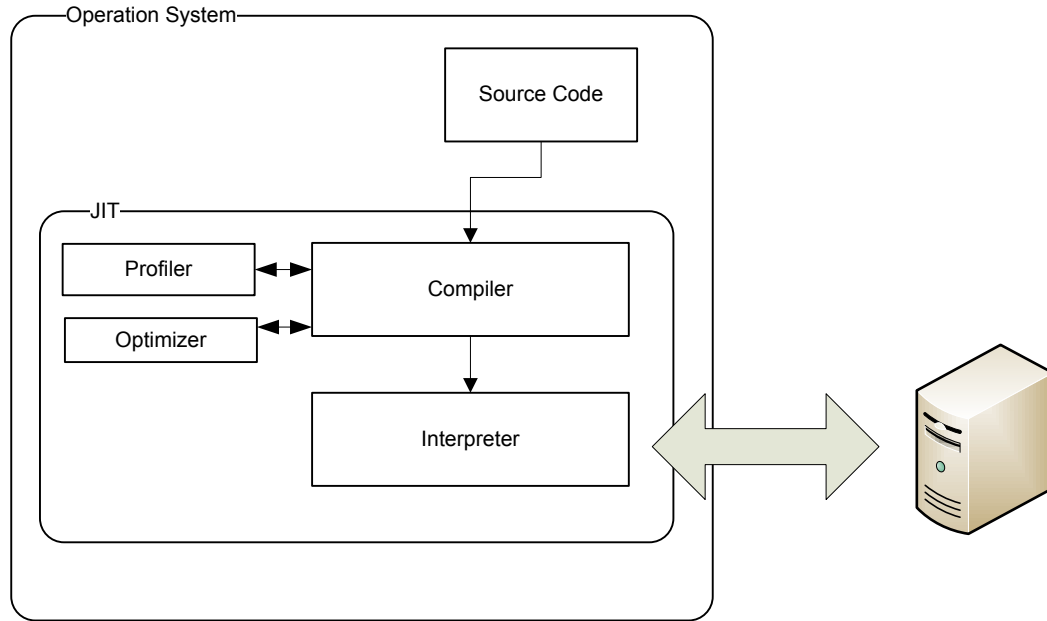 Operation System
Source Code
JIT
Profiler
Compiler
Optimizer
Interpreter